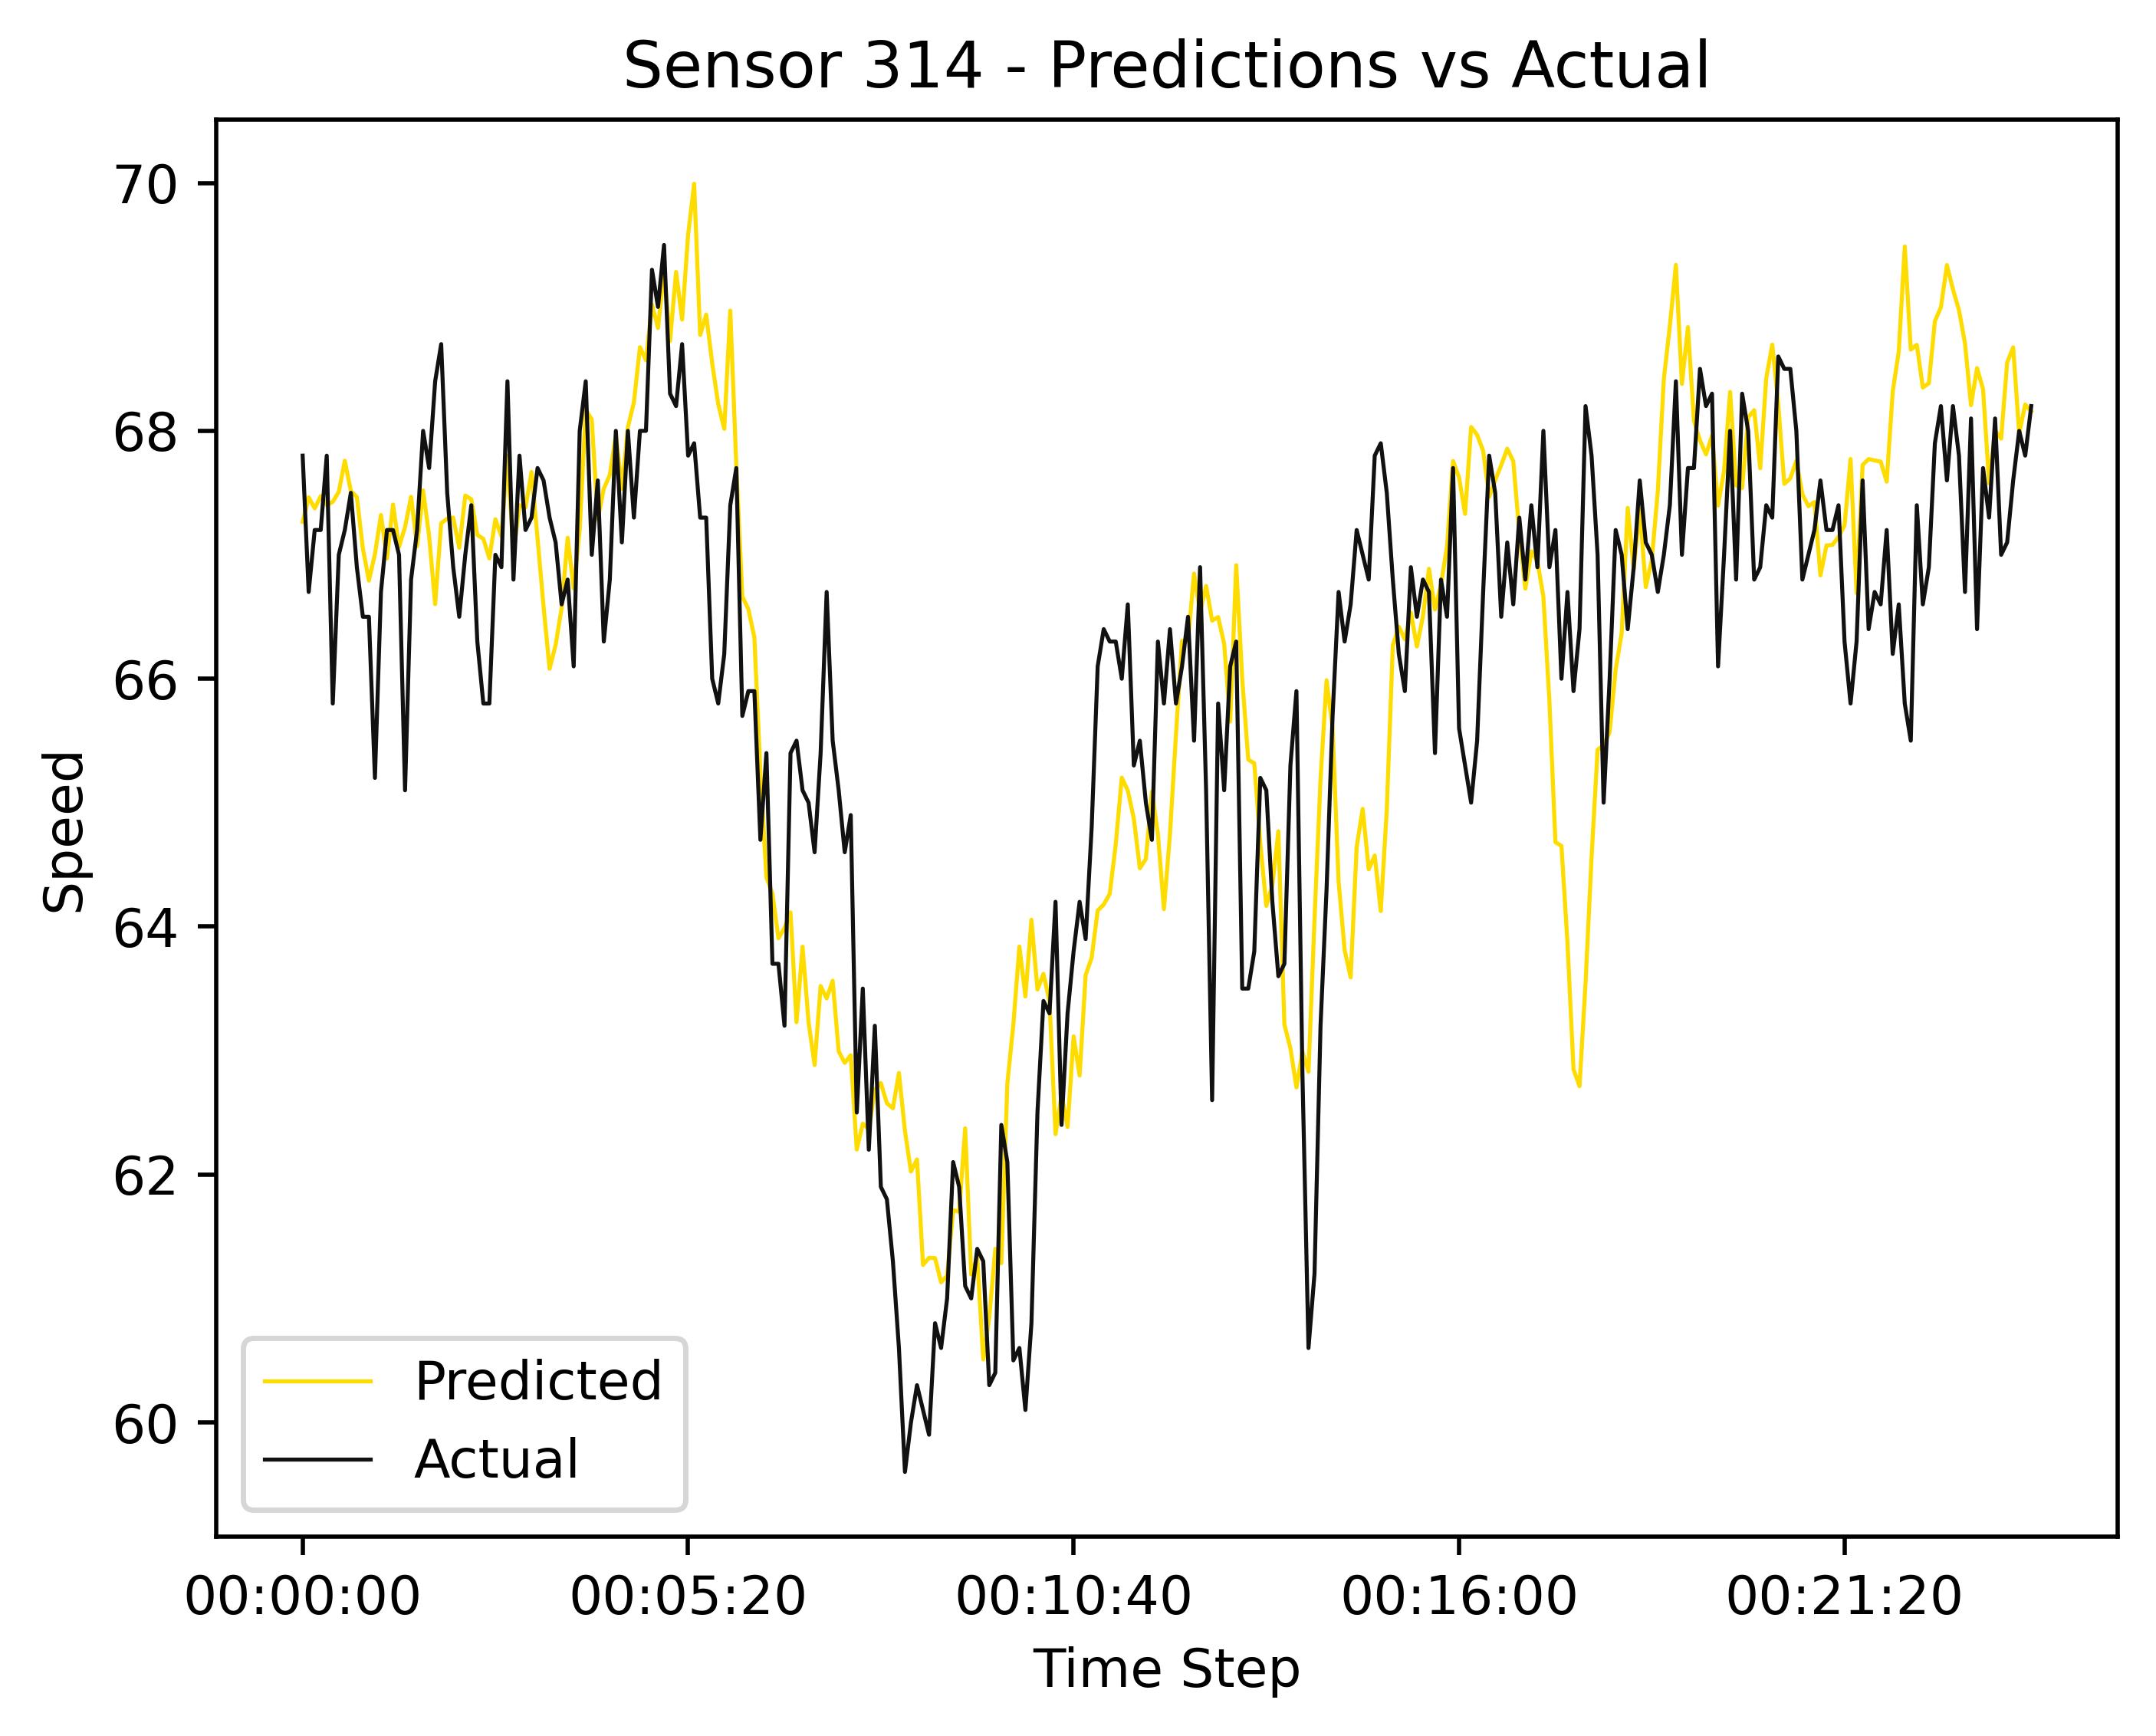 Sensor 314 - Predictions vs Actual
70
68
66
64
62
60
Speed
Predicted
Actual
00:00:00 00:05:20 00:10:40 00:16:00 00:21:20
Time Step